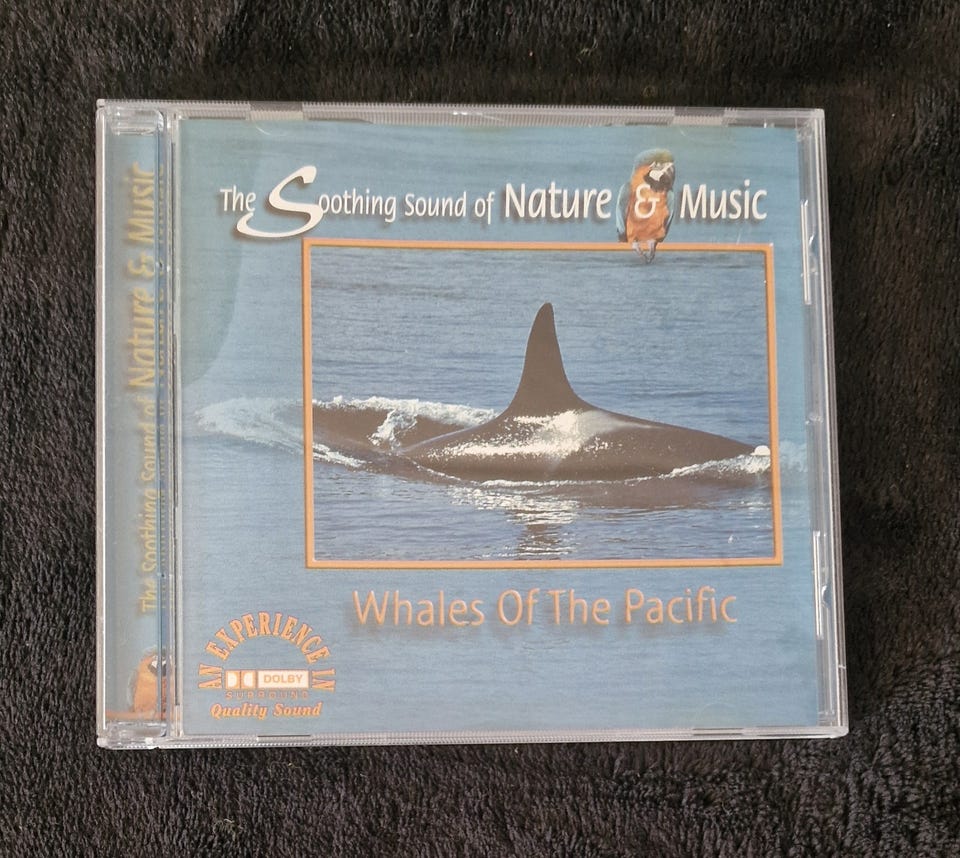 The Soothing Sound of Nature & Music
The Soothing Sound of Nature & Music
Whales Of The Pacific
AN EXPERIENCE IN
DOLBY
SURROUND
Quality Sound